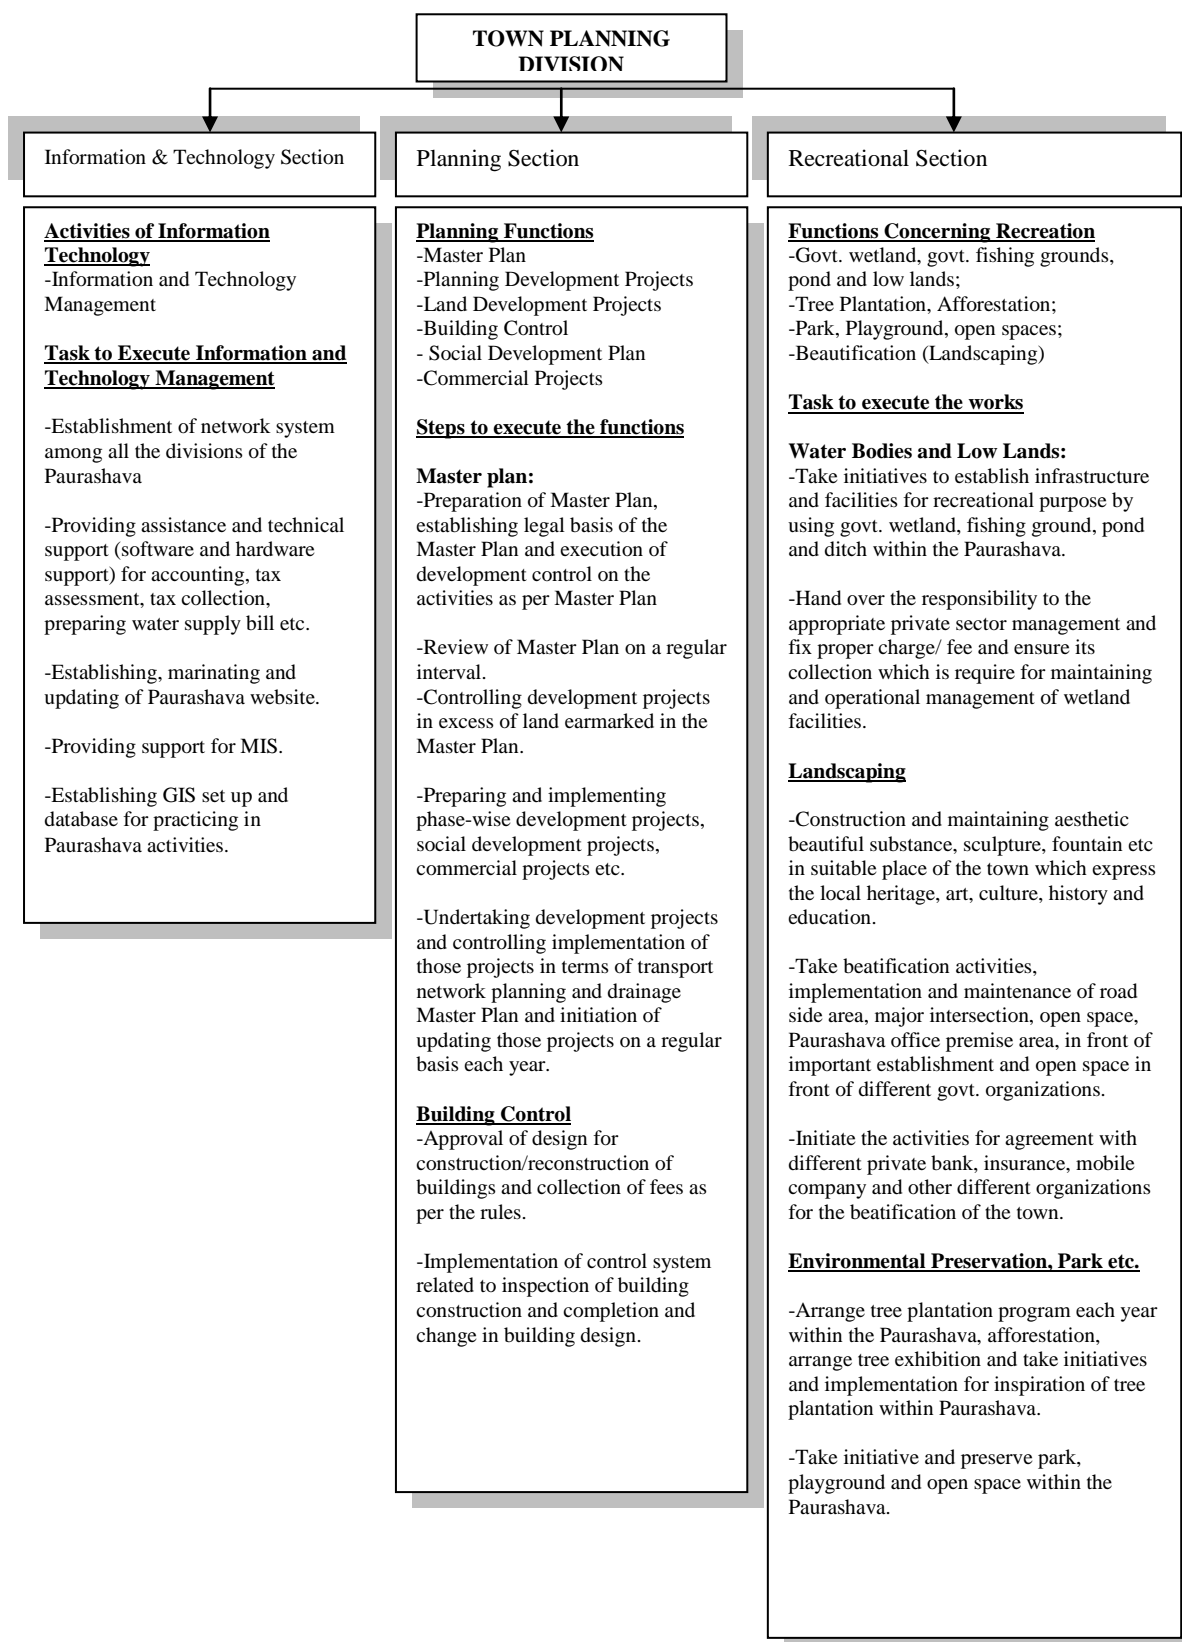 TOWN PLANNING
DIVISION
Information & Technology Section
Activities of Information
Technology
-Information and Technology
Management
Task to Execute Information and
Technology Management
-Establishment of network system
among all the divisions of the
Paurashava
-Providing assistance and technical
support (software and hardware
support) for accounting, tax
assessment, tax collection,
preparing water supply bill etc.
-Establishing, marinating and
updating of Paurashava website.
-Providing support for MIS.
-Establishing GIS set up and
database for practicing in
Paurashava activities.
Planning Section
Planning Functions
-Master Plan
-Planning Development Projects
-Land Development Projects
-Building Control
- Social Development Plan
-Commercial Projects
Steps to execute the functions
Master plan:
-Preparation of Master Plan,
establishing legal basis of the
Master Plan and execution of
development control on the
activities as per Master Plan
-Review of Master Plan on a regular
interval.
-Controlling development projects
in excess of land earmarked in the
Master Plan.
-Preparing and implementing
phase-wise development projects,
social development projects,
commercial projects etc.
-Undertaking development projects
and controlling implementation of
those projects in terms of transport
network planning and drainage
Master Plan and initiation of
updating those projects on a regular
basis each year.
Building Control
-Approval of design for
construction/reconstruction of
buildings and collection of fees as
per the rules.
-Implementation of control system
related to inspection of building
construction and completion and
change in building design.
Recreational Section
Functions Concerning Recreation
-Govt. wetland, govt. fishing grounds,
pond and low lands;
-Tree Plantation, Afforestation;
-Park, Playground, open spaces;
-Beautification (Landscaping)
Task to execute the works
Water Bodies and Low Lands:
-Take initiatives to establish infrastructure
and facilities for recreational purpose by
using govt. wetland, fishing ground, pond
and ditch within the Paurashava.
-Hand over the responsibility to the
appropriate private sector management and
fix proper charge/ fee and ensure its
collection which is require for maintaining
and operational management of wetland
facilities.
Landscaping
-Construction and maintaining aesthetic
beautiful substance, sculpture, fountain etc
in suitable place of the town which express
the local heritage, art, culture, history and
education.
-Take beatification activities,
implementation and maintenance of road
side area, major intersection, open space,
Paurashava office premise area, in front of
important establishment and open space in
front of different govt. organizations.
-Initiate the activities for agreement with
different private bank, insurance, mobile
company and other different organizations
for the beatification of the town.
Environmental Preservation, Park etc.
-Arrange tree plantation program each year
within the Paurashava, afforestation,
arrange tree exhibition and take initiatives
and implementation for inspiration of tree
plantation within Paurashava.
-Take initiative and preserve park,
playground and open space within the
Paurashava.